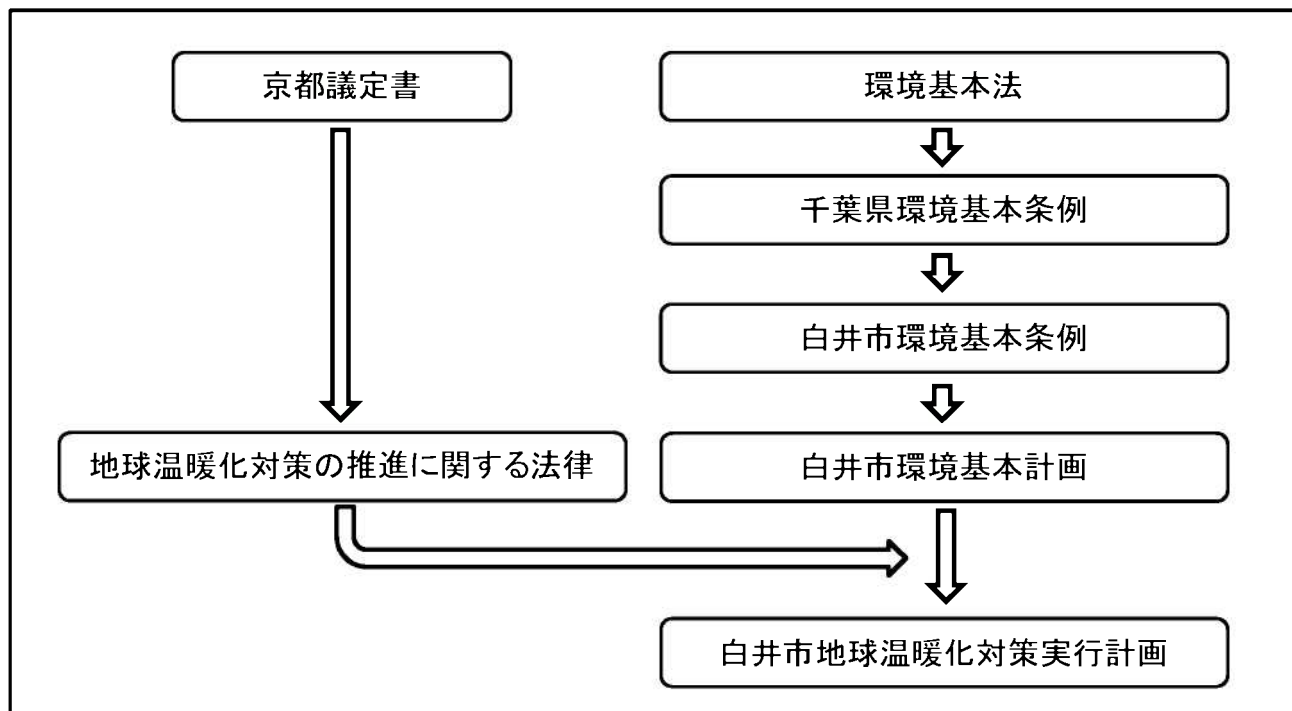 京都議定書
環境基本法
千葉県環境基本条例
白井市環境基本条例
地球温暖化対策の推進に関する法律
白井市環境基本計画
白井市地球温暖化対策実行計画